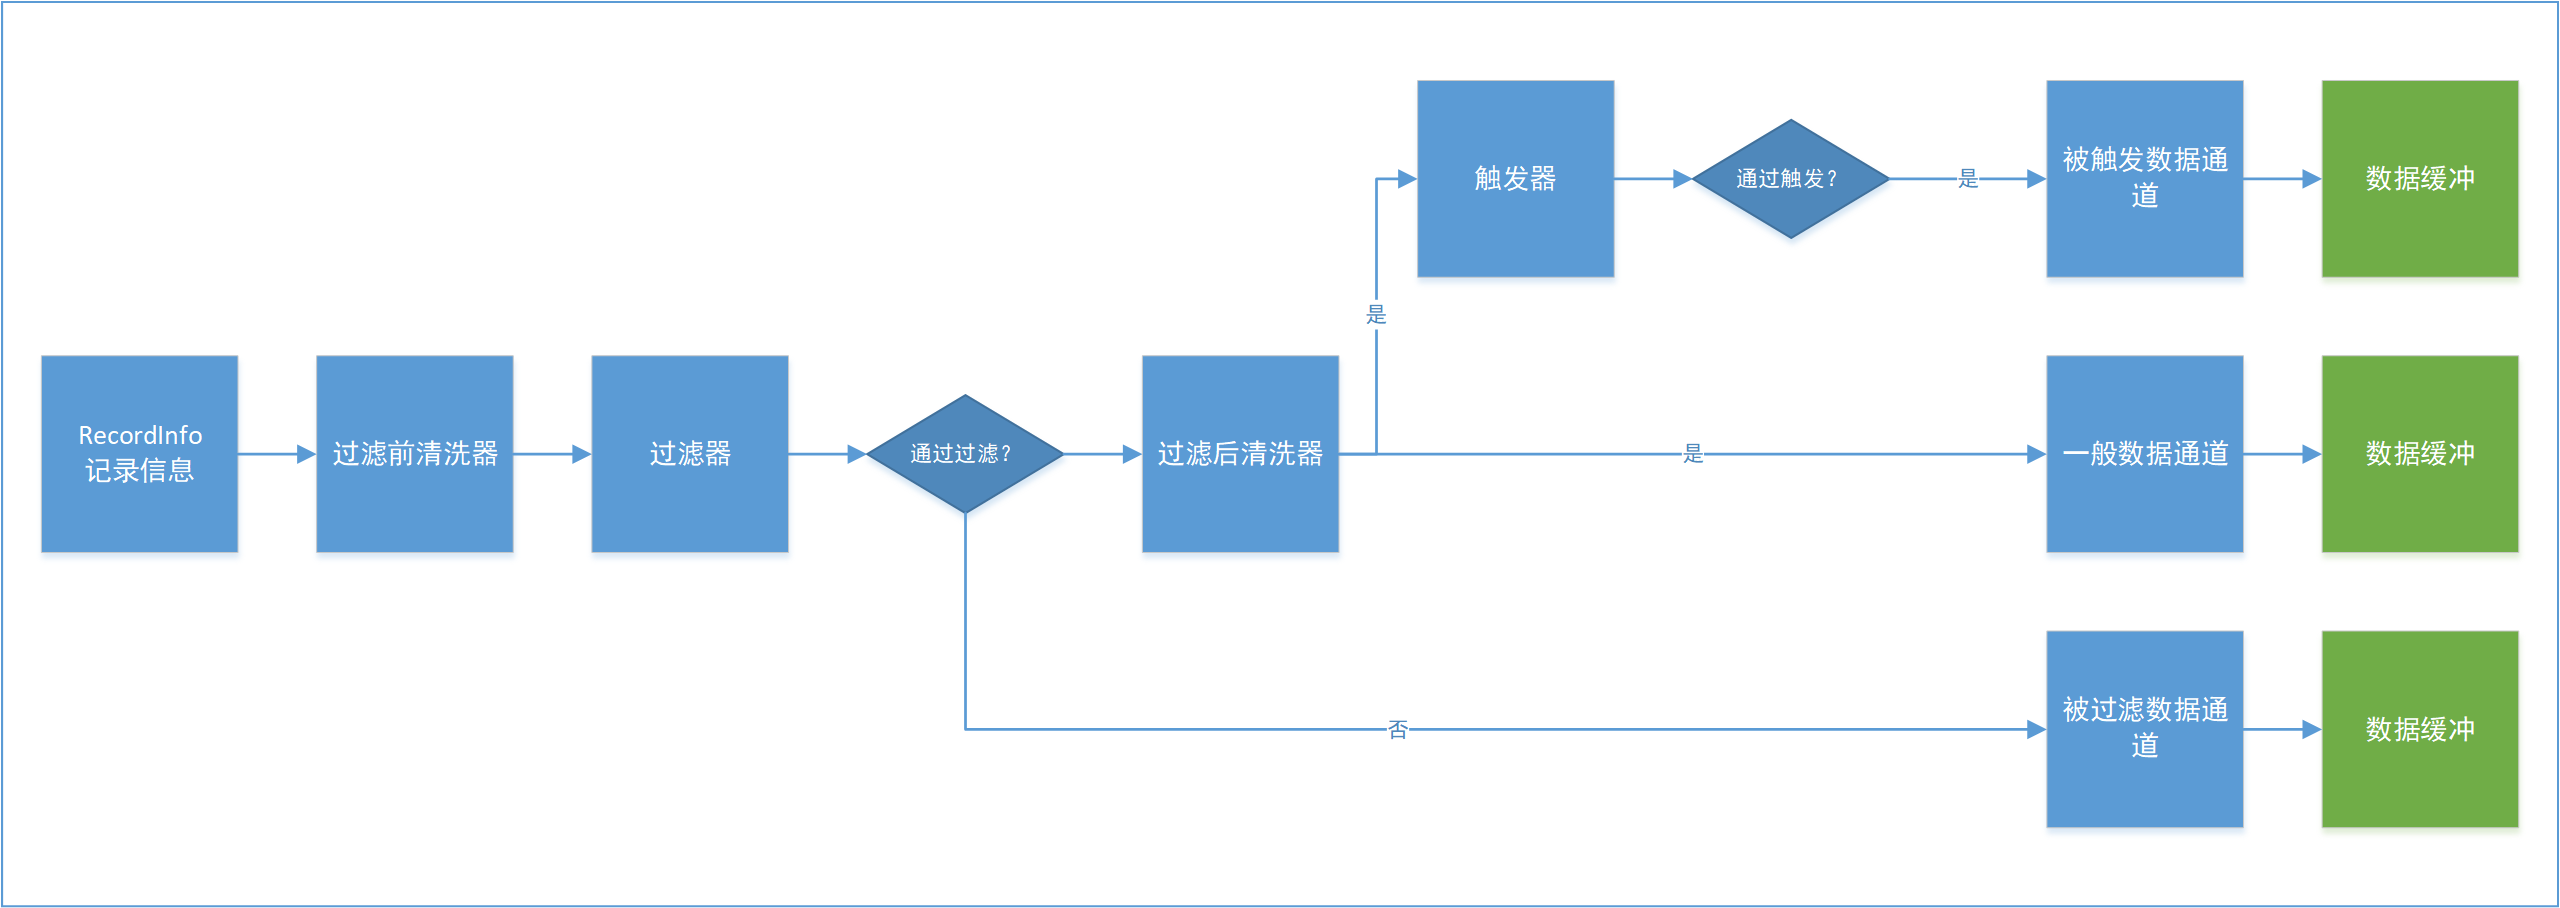 触发器
通过触发？
是
被触发数据通
道
数据缓冲
是
RecordInfo
记录信息
过滤前清洗器
过滤器
通过过滤？
过滤后清洗器
是
一般数据通道
数据缓冲
否
被过滤数据通
道
数据缓冲